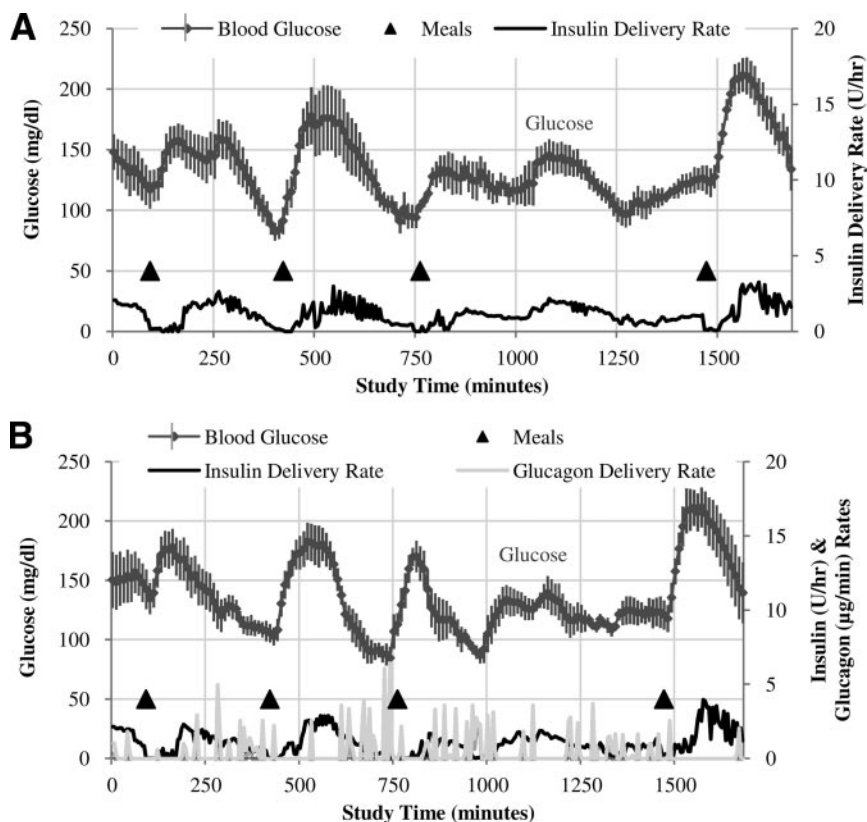 A
Blood Glucose Meals Insulin Delivery Rate
250 20
200 15
150 10
100
50 5
0 0
Glucose (mg/dl)
Insulin Delivery Rate (U/hr)
Glucose
0 250 500 750 1000 1250 1500
Study Time (minutes)
B
Blood Glucose Meals
Insulin Delivery Rate Glucagon Delivery Rate
250 20
200 15
150 10
100
50 5
0 0
Glucose (mg/dl)
Insulin (U/hr) &
Glucagon (µg/min) Rates
Glucose
0 250 500 750 1000 1250 1500
Study Time (minutes)